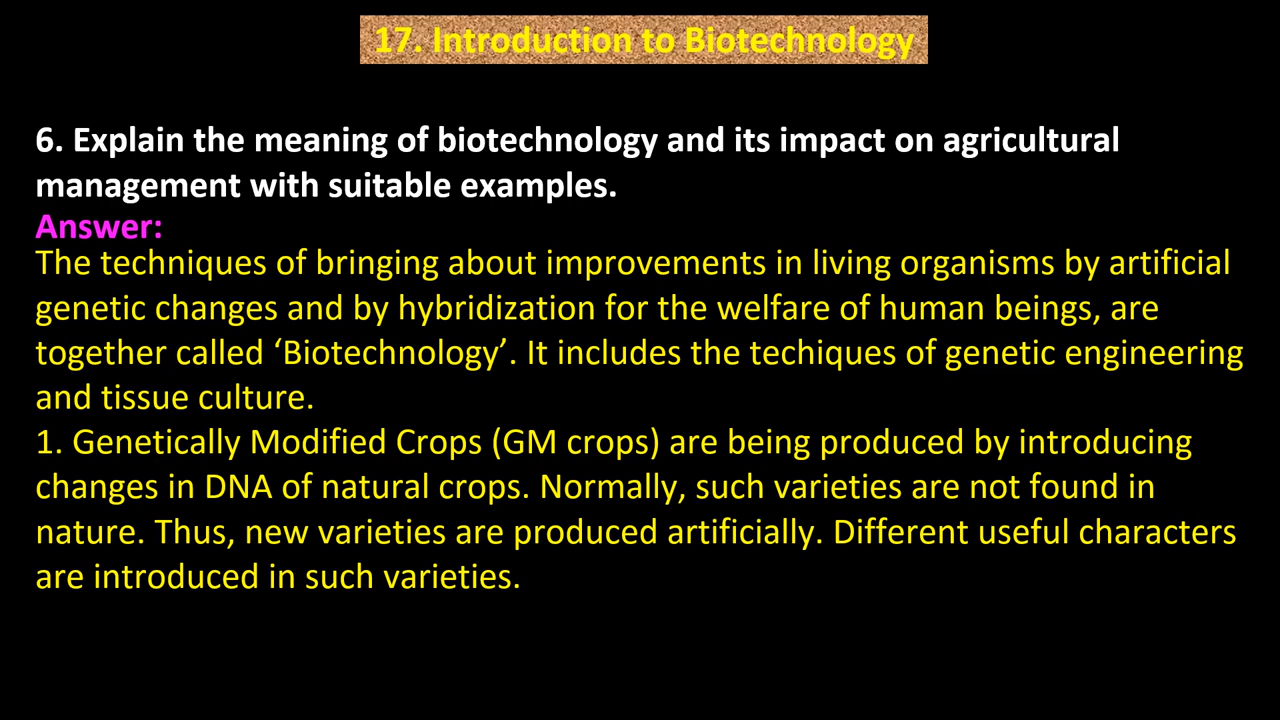 17. Introduction to Biotechnology
6. Explain the meaning of biotechnology and its impact on agricultural
management with suitable examples.
Answer:
The techniques of bringing about improvements in living organisms by artificial
genetic changes and by hybridization for the welfare of human beings, are
together called ‘Biotechnology’. It includes the techiques of genetic engineering
and tissue culture.
1. Genetically Modified Crops (GM crops) are being produced by introducing
changes in DNA of natural crops. Normally, such varieties are not found in
nature. Thus, new varieties are produced artificially. Different useful characters
are introduced in such varieties.